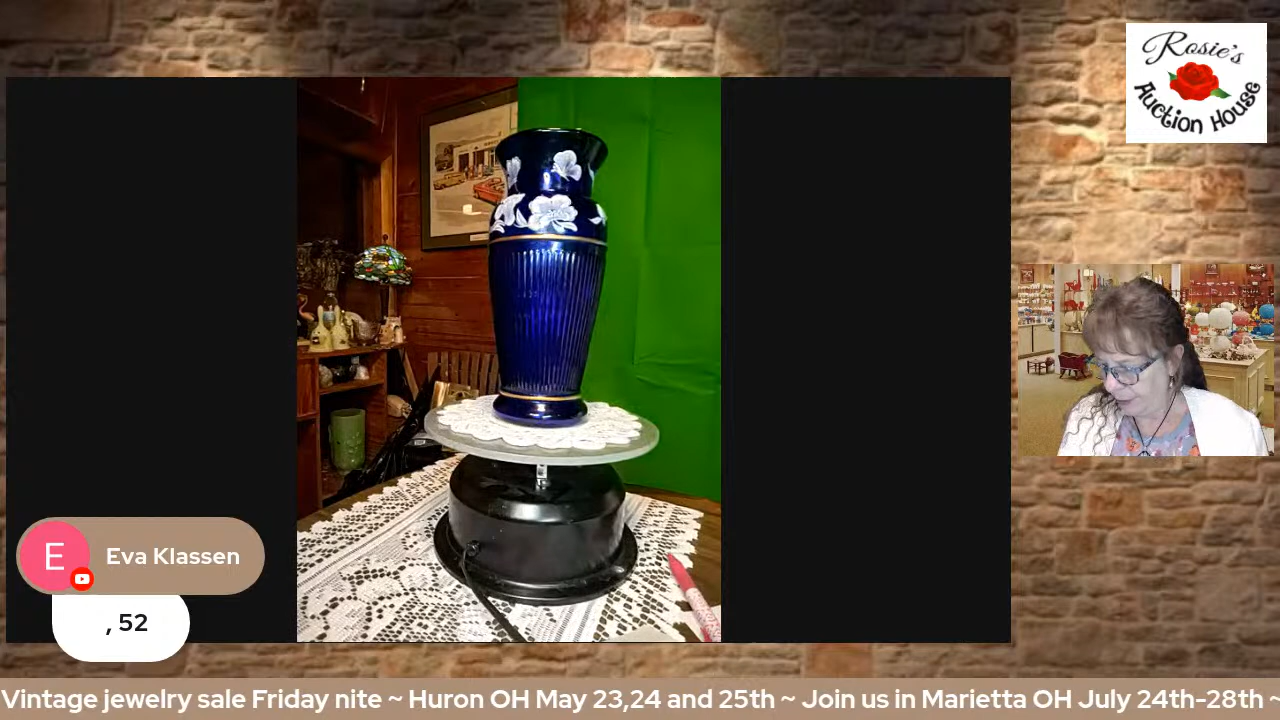 Rosie's
Auction House
E Eva Klassen
, 52
Vintage jewelry sale Friday nite ~ Huron OH May 23,24 and 25th ~ Join us in Marietta OH July 24th-28th ~